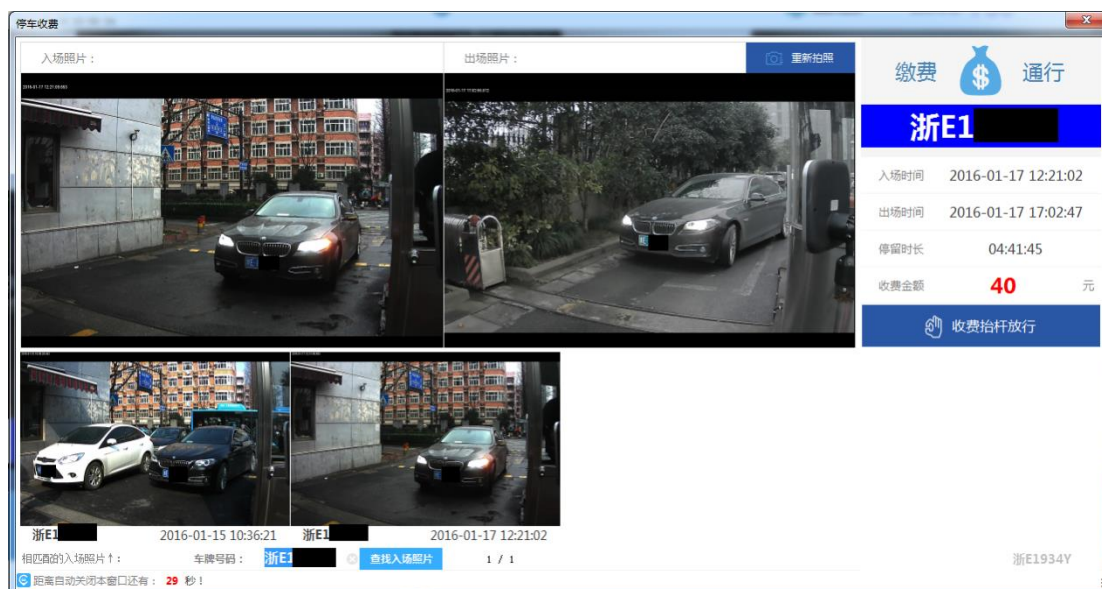 停车收费
入场照片：
出场照片：
重新拍照
缴费 $ 通行
浙E1
入场时间 2016-01-17 12:21:02
出场时间 2016-01-17 17:02:47
停留时长 04:41:45
收费金额 40 元
收费抬杆放行
浙E1 2016-01-15 10:36:21 浙E1 2016-01-17 12:21:02
相匹配的入场照片↑： 车牌号码： 浙E1 查找入场照片 1 / 1
浙E1934Y
距离自动关闭本窗口还有： 29 秒！